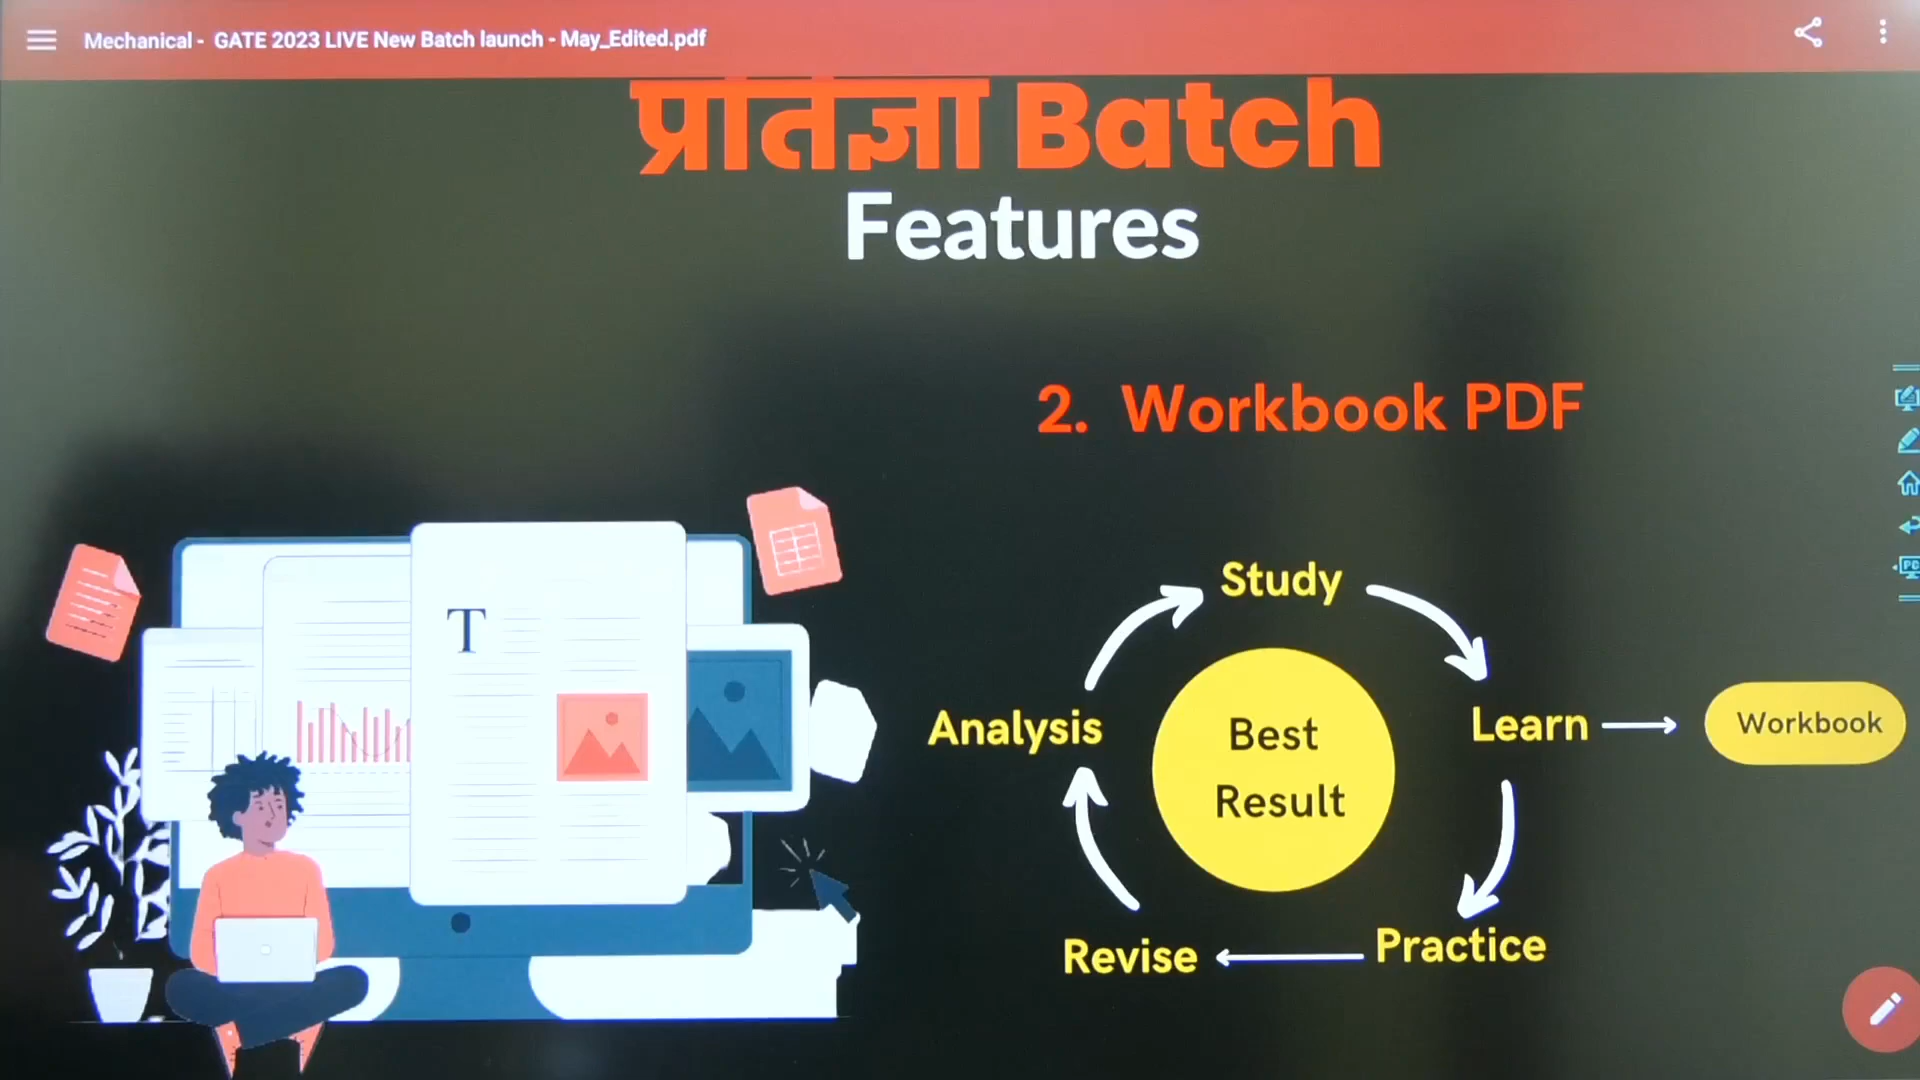 Mechanical - GATE 2023 LIVE New Batch launch - May_Edited.pdf
प्रतिज्ञा Batch
Features
2. Workbook PDF
Study
Analysis
Best
Result
Learn
Workbook
Revise
Practice
T